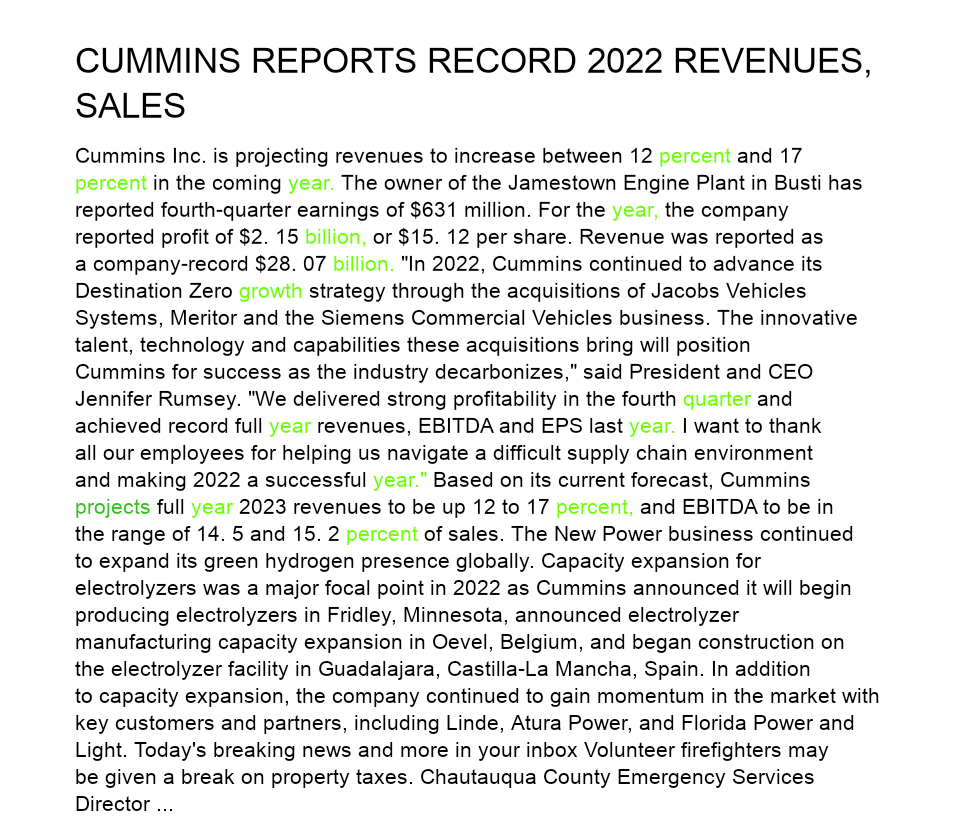 CUMMINS REPORTS RECORD 2022 REVENUES,
SALES
Cummins Inc. is projecting revenues to increase between 12 percent and 17
percent in the coming year. The owner of the Jamestown Engine Plant in Busti has
reported fourth-quarter earnings of $631 million. For the year, the company
reported profit of $2. 15 billion, or $15. 12 per share. Revenue was reported as
a company-record $28. 07 billion. "In 2022, Cummins continued to advance its
Destination Zero growth strategy through the acquisitions of Jacobs Vehicles
Systems, Meritor and the Siemens Commercial Vehicles business. The innovative
talent, technology and capabilities these acquisitions bring will position
Cummins for success as the industry decarbonizes," said President and CEO
Jennifer Rumsey. "We delivered strong profitability in the fourth quarter and
achieved record full year revenues, EBITDA and EPS last year. I want to thank
all our employees for helping us navigate a difficult supply chain environment
and making 2022 a successful year." Based on its current forecast, Cummins
projects full year 2023 revenues to be up 12 to 17 percent, and EBITDA to be in
the range of 14. 5 and 15. 2 percent of sales. The New Power business continued
to expand its green hydrogen presence globally. Capacity expansion for
electrolyzers was a major focal point in 2022 as Cummins announced it will begin
producing electrolyzers in Fridley, Minnesota, announced electrolyzer
manufacturing capacity expansion in Oevel, Belgium, and began construction on
the electrolyzer facility in Guadalajara, Castilla-La Mancha, Spain. In addition
to capacity expansion, the company continued to gain momentum in the market with
key customers and partners, including Linde, Atura Power, and Florida Power and
Light. Today's breaking news and more in your inbox Volunteer firefighters may
be given a break on property taxes. Chautauqua County Emergency Services
Director ...